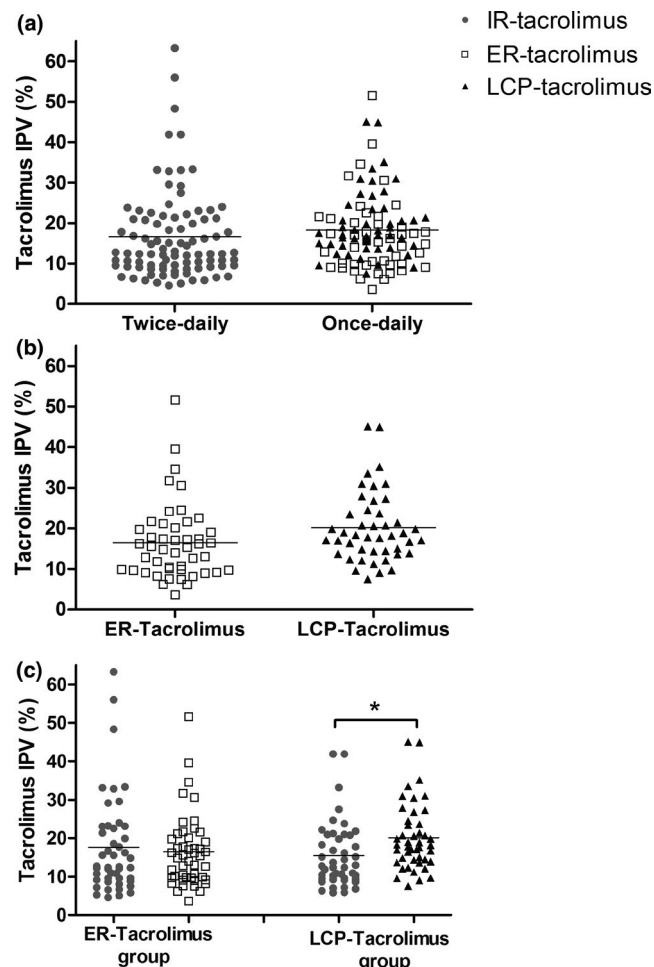 (a)
IR-tacrolimus
ER-tacrolimus
LCP-tacrolimus
Tacrolimus IPV (%)
60
50
40
30
20
10
0
Twice-daily
Once-daily
(b)
Tacrolimus IPV (%)
60
50
40
30
20
10
0
ER-Tacrolimus
LCP-Tacrolimus
(c)
Tacrolimus IPV (%)
60
50
40
30
20
10
0
*
ER-Tacrolimus
group
LCP-Tacrolimus
group